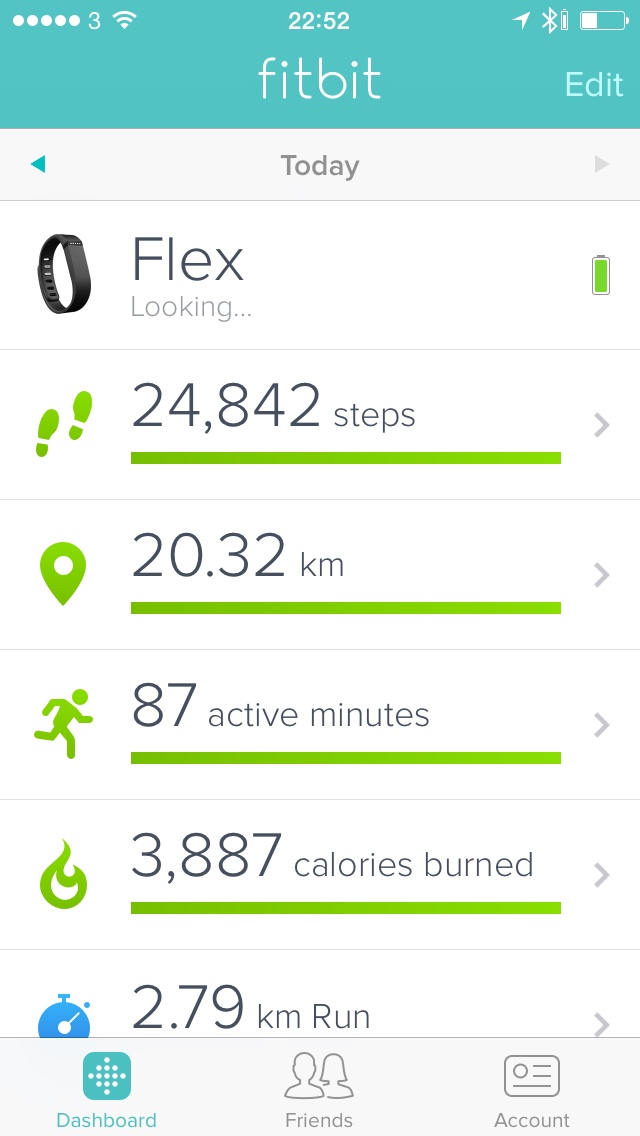 3 22:52
fitbit
Edit
Today
Flex
Looking...
24,842 steps
20.32 km
87 active minutes
3,887 calories burned
2.79 km Run
Dashboard Friends Account